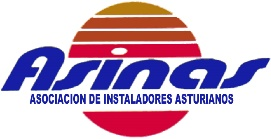 Asinas
ASOCIACION DE INSTALADORES ASTURIANOS